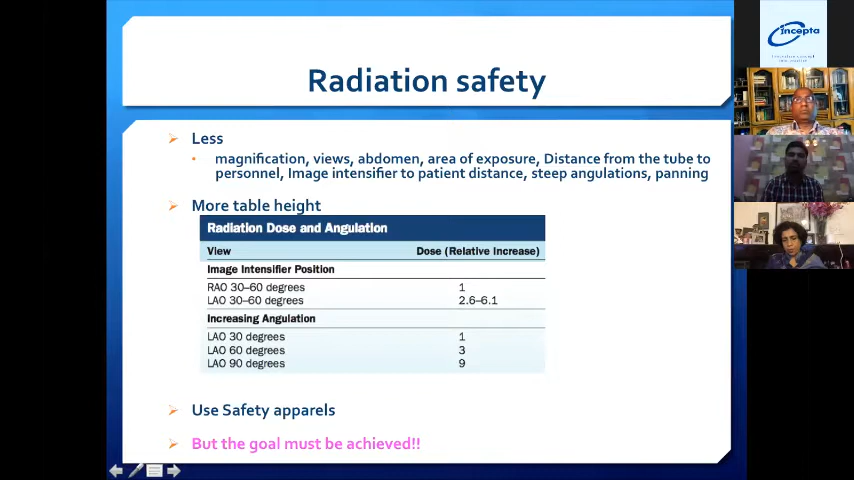 Radiation safety
Less
magnification, views, abdomen, area of exposure, Distance from the tube to
personnel, Image intensifier to patient distance, steep angulations, panning
More table height
Radiation Dose and Angulation
View Dose (Relative Increase)
Image Intensifier Position
RAO 30–60 degrees 1
LAO 30–60 degrees 2.6–6.1
Increasing Angulation
LAO 30 degrees 1
LAO 60 degrees 3
LAO 90 degrees 9
Use Safety apparels
But the goal must be achieved!!
incepta